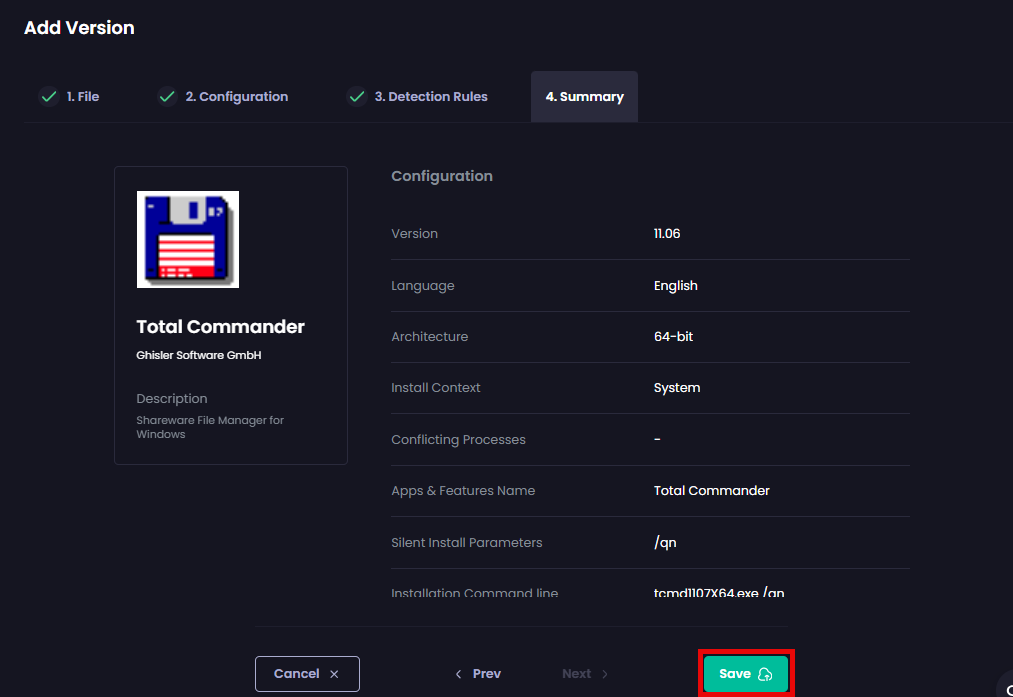 Add Version
1. File
2. Configuration
3. Detection Rules
4. Summary
Total Commander
Ghisler Software GmbH
Description
Shareware File Manager for
Windows
Configuration
Version 11.06
Language English
Architecture 64-bit
Install Context System
Conflicting Processes -
Apps & Features Name Total Commander
Silent Install Parameters /qn
Installation Command line tcmd1107X64.exe /qn
Cancel ×
< Prev
Next >
Save